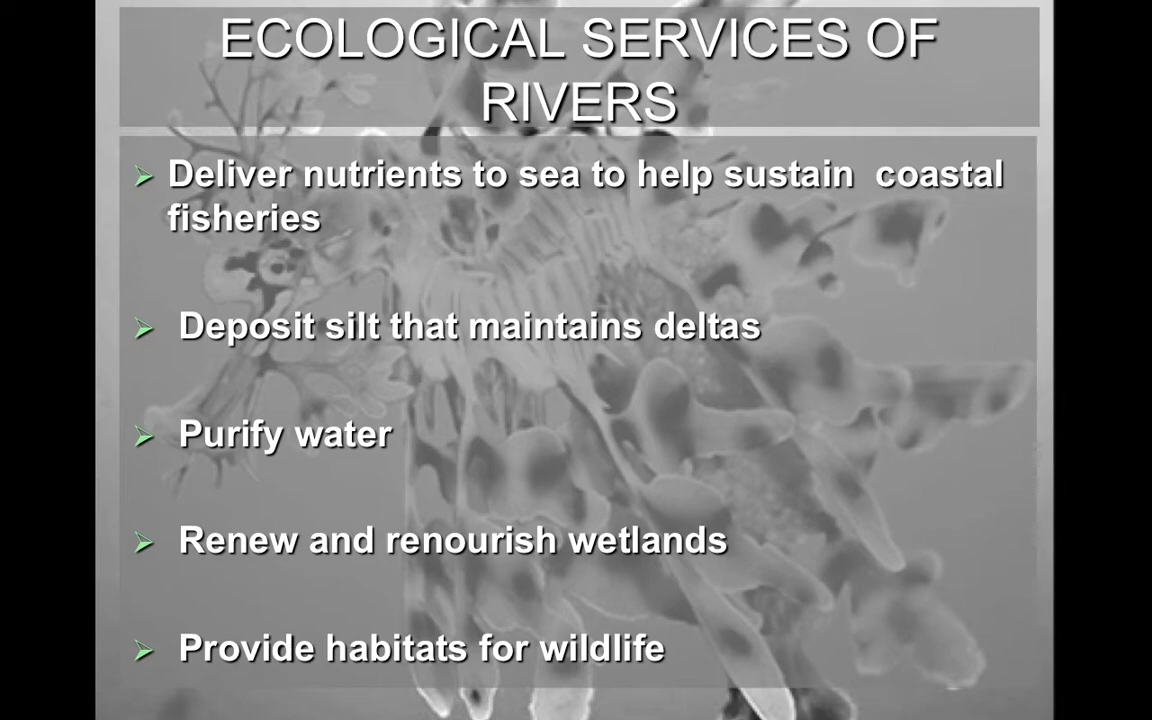 ECOLOGICAL SERVICES OF
RIVERS
Deliver nutrients to sea to help sustain  coastal
fisheries
Deposit silt that maintains deltas
Purify water
Renew and renourish wetlands
Provide habitats for wildlife